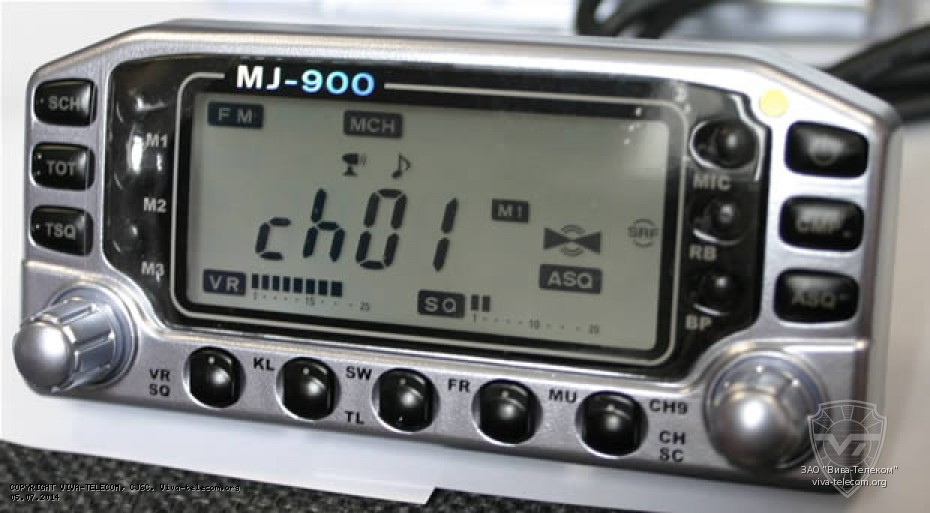 MJ-900
SCH
TOT
TSQ
M1
M2
M3
FM
MCH
ch01
M1
SRF
ASQ
VR
5 15 25
SQ
1 10 20
MIC
RB
BP
CMP
ASQ
VR
SQ
KL
SW
TL
FR
MU
CH9
CH
SC
ЗАО "Вива-Телеком"
viva-telecom.org
COPYRIGHT VIVA-TELECOM, CJSC. Viva-telecom.org
05.07.2014